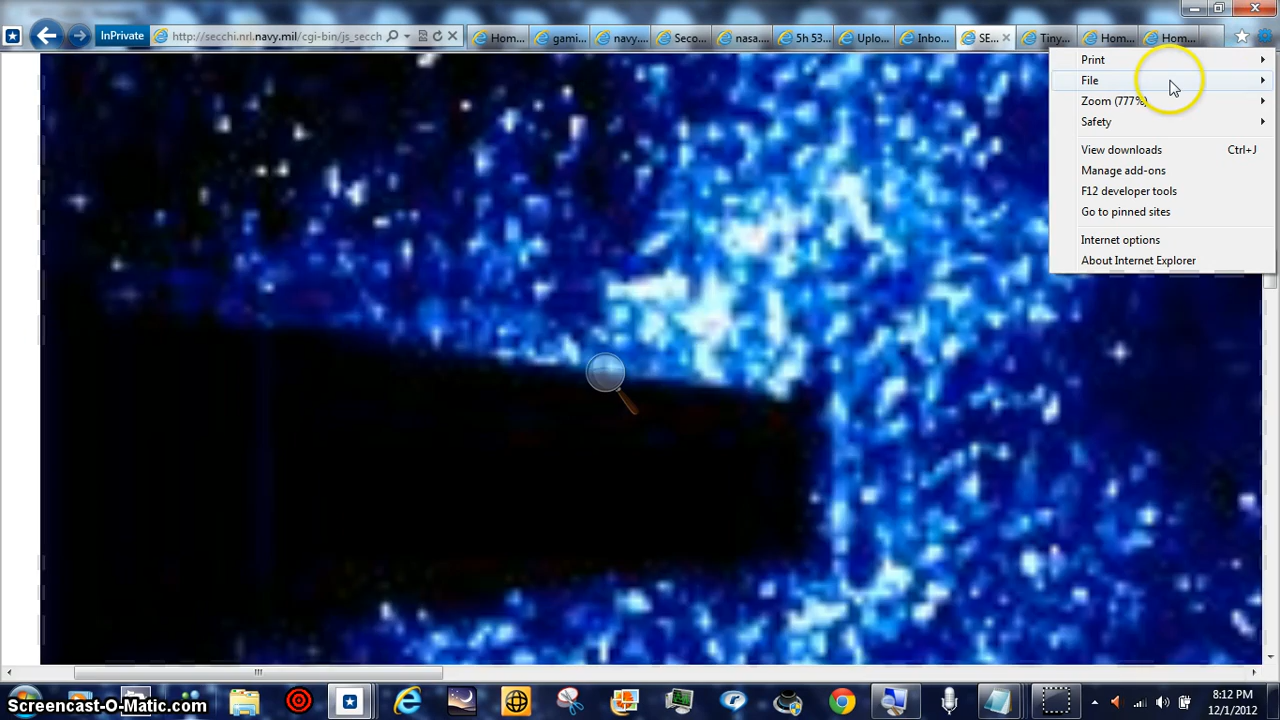 InPrivate
http://secchi.nrl.navy.mil/cgi-bin/js_secch
Hom...
gami...
navy....
Seco...
nasa....
5h 53...
Uplo...
Inbo...
SE...
Tiny...
Hom...
Hom...
Print
File
Zoom (777%)
Safety
View downloads Ctrl+J
Manage add-ons
F12 developer tools
Go to pinned sites
Internet options
About Internet Explorer
8:12 PM
12/1/2012
Screencast-O-Matic.com